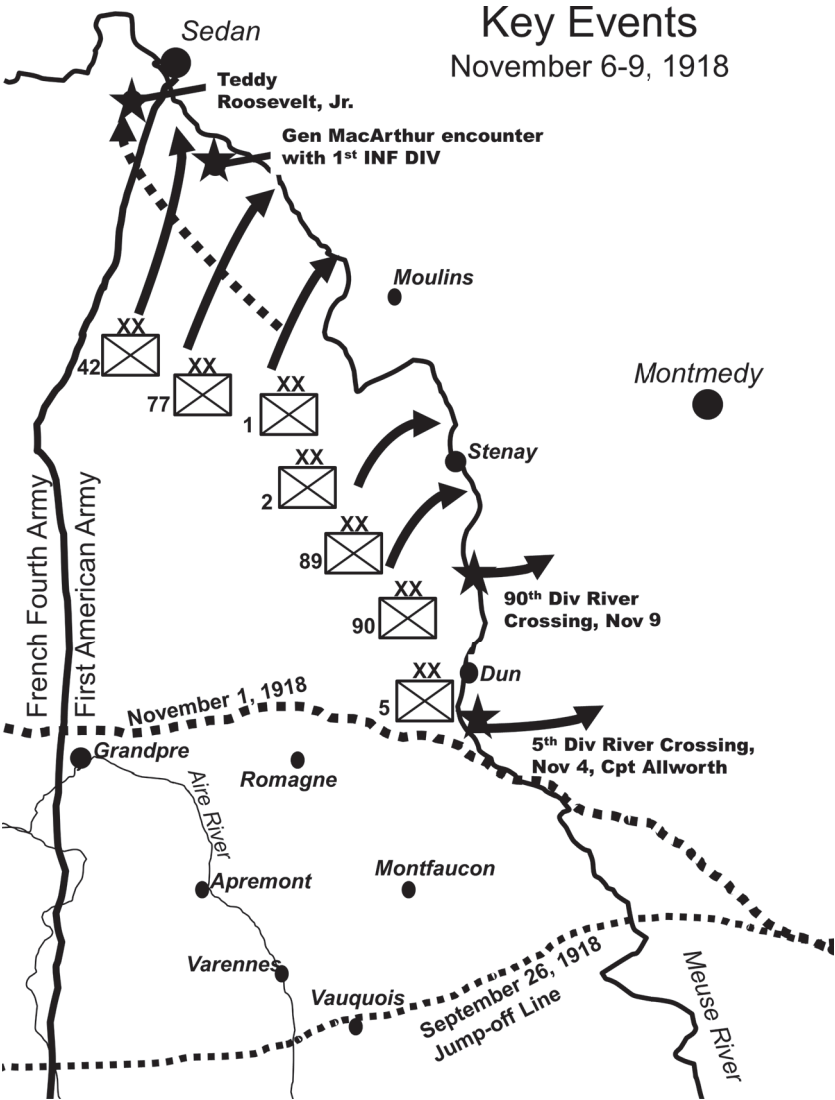 Key Events
November 6-9, 1918
Sedan
Teddy
Roosevelt, Jr.
Gen MacArthur encounter
with 1st INF DIV
Moulins
Montmedy
XX
42
XX
77
XX
1
XX
2
Stenay
XX
89
XX
90
90th Div River
Crossing, Nov 9
French Fourth Army
First American Army
XX
5
Dun
November 1, 1918
5th Div River Crossing,
Nov 4, Cpt Allworth
Grandpre
Romagne
Aire River
Apremont
Montfaucon
Varennes
Vauquois
September 26, 1918
Jump-off Line
Meuse River